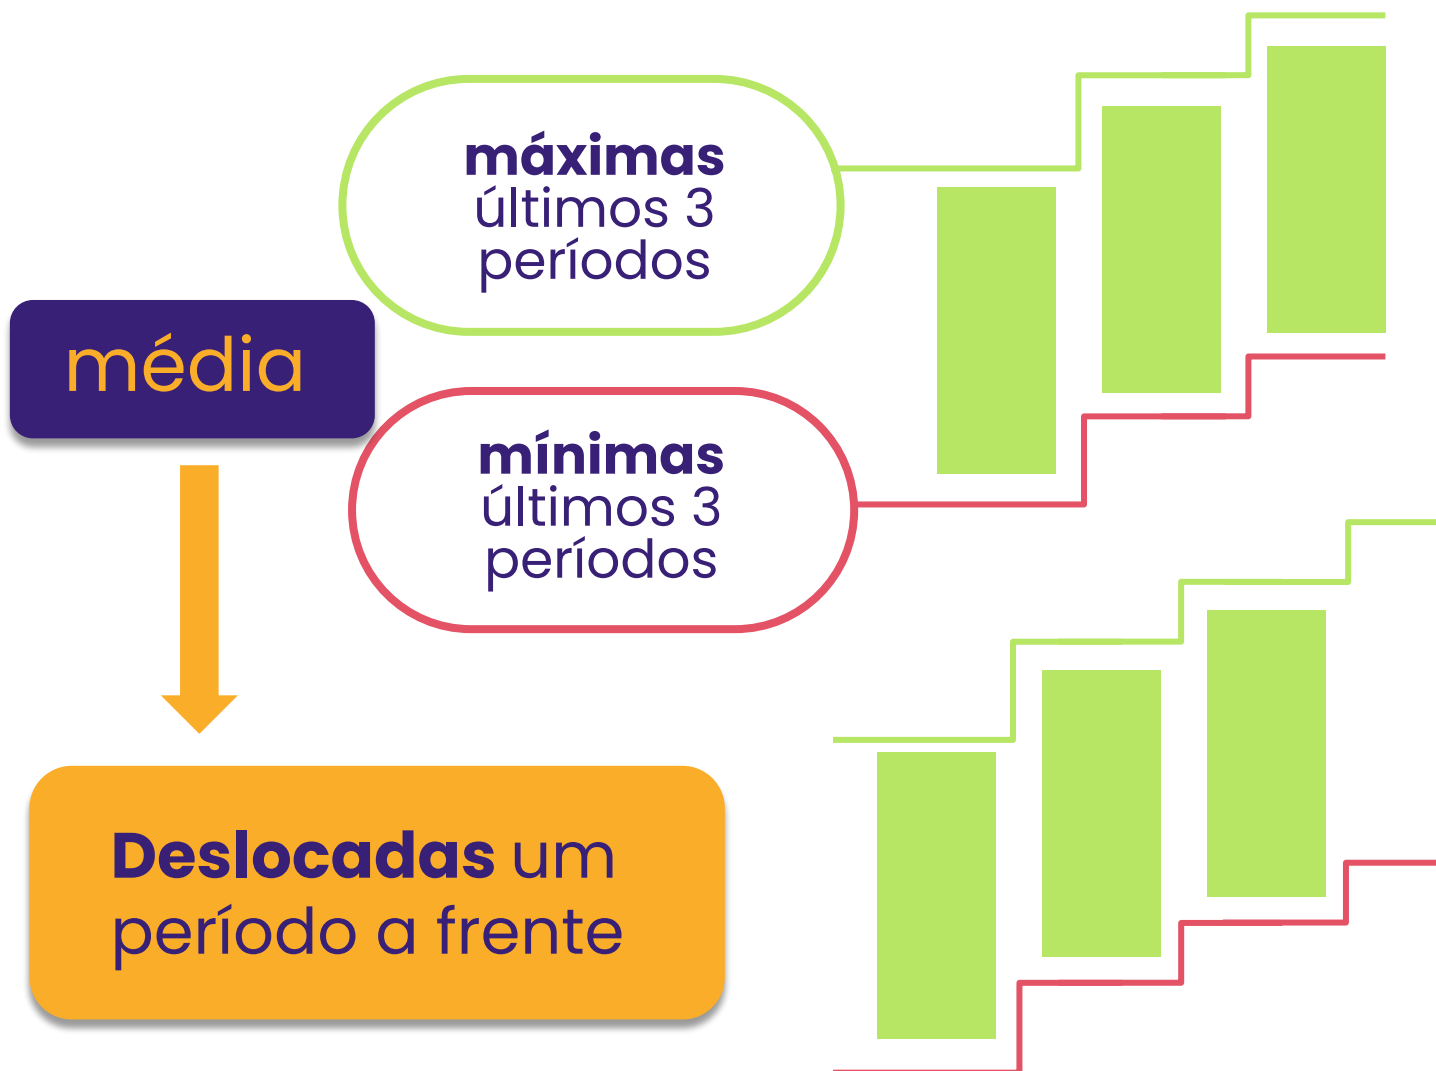 máximas
últimos 3
períodos
média
mínimas
últimos 3
períodos
Deslocadas um
período a frente